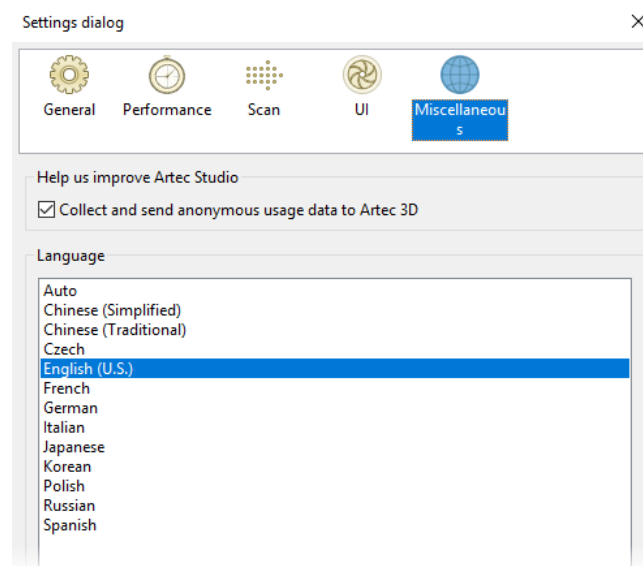 Settings dialog
General Performance Scan UI Miscellaneou
s
Help us improve Artec Studio
Collect and send anonymous usage data to Artec 3D
Language
Auto
Chinese (Simplified)
Chinese (Traditional)
Czech
English (U.S.)
French
German
Italian
Japanese
Korean
Polish
Russian
Spanish